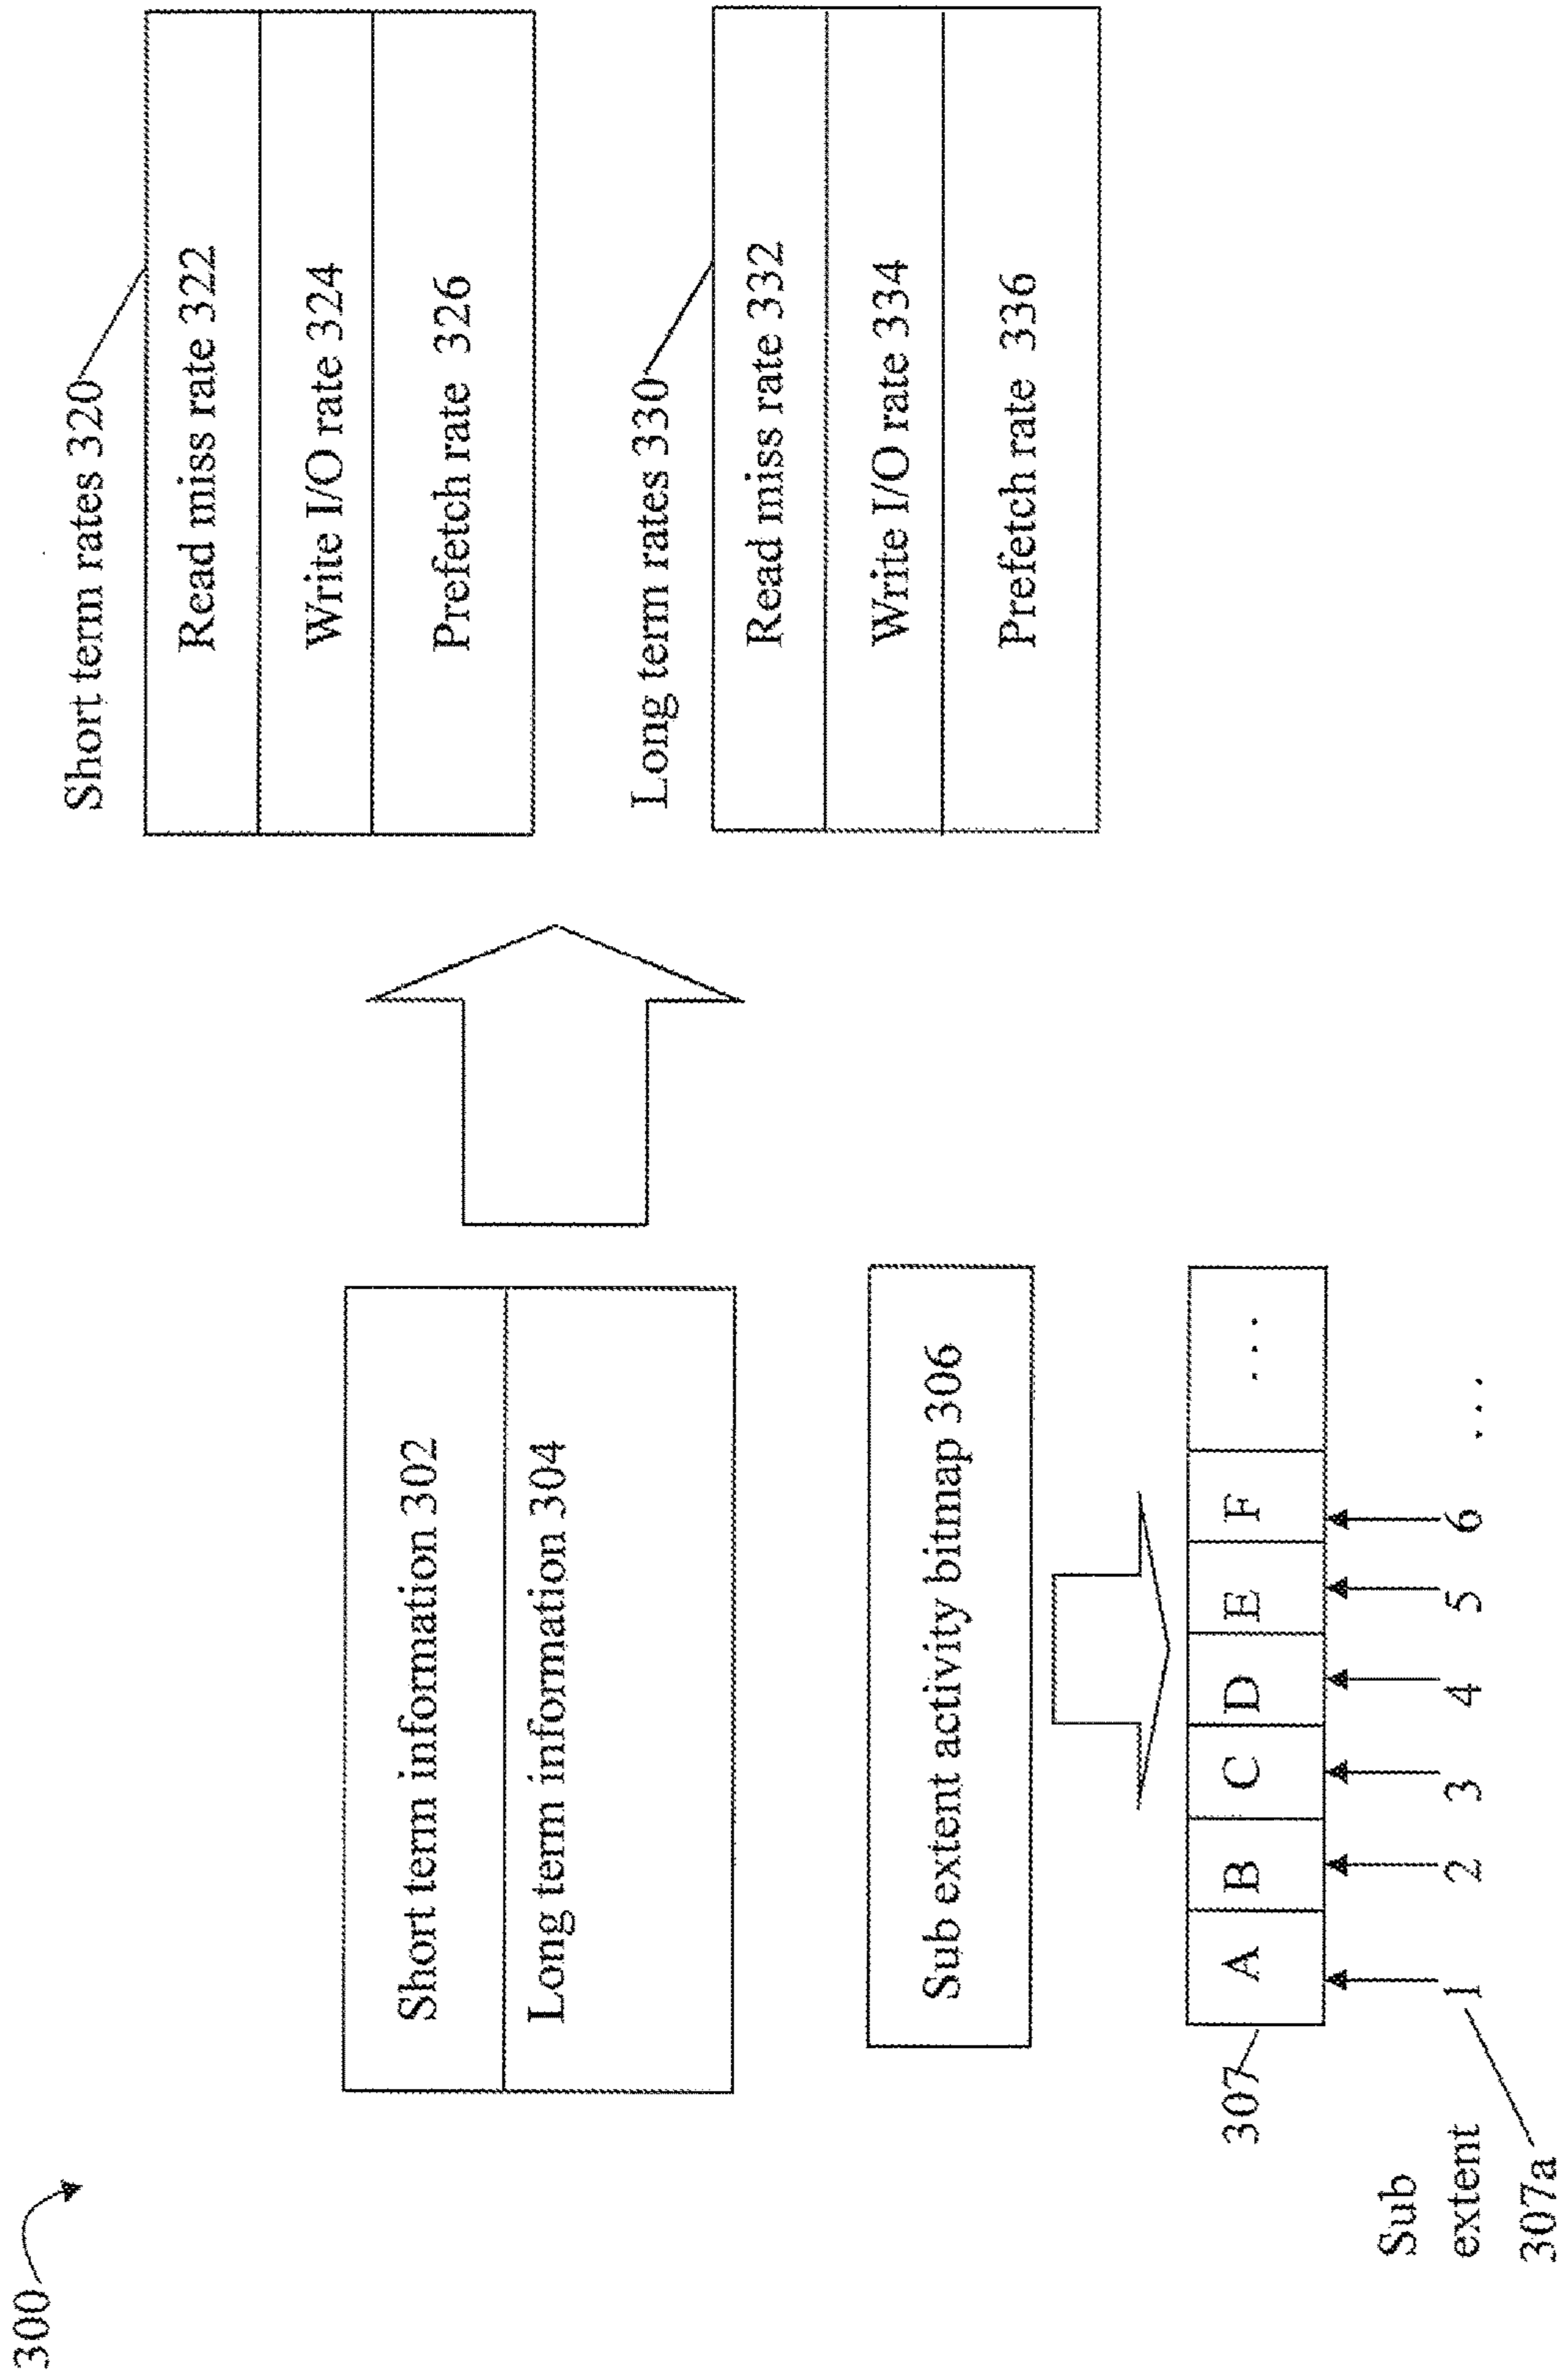 300
Short term information 302
Long term information 304
Sub extent activity bitmap 306
307
A B C D E F ...
Sub
extent
1 2 3 4 5 6 ...
307a
Short term rates 320
Read miss rate 322
Write I/O rate 324
Prefetch rate 326
Long term rates 330
Read miss rate 332
Write I/O rate 334
Prefetch rate 336